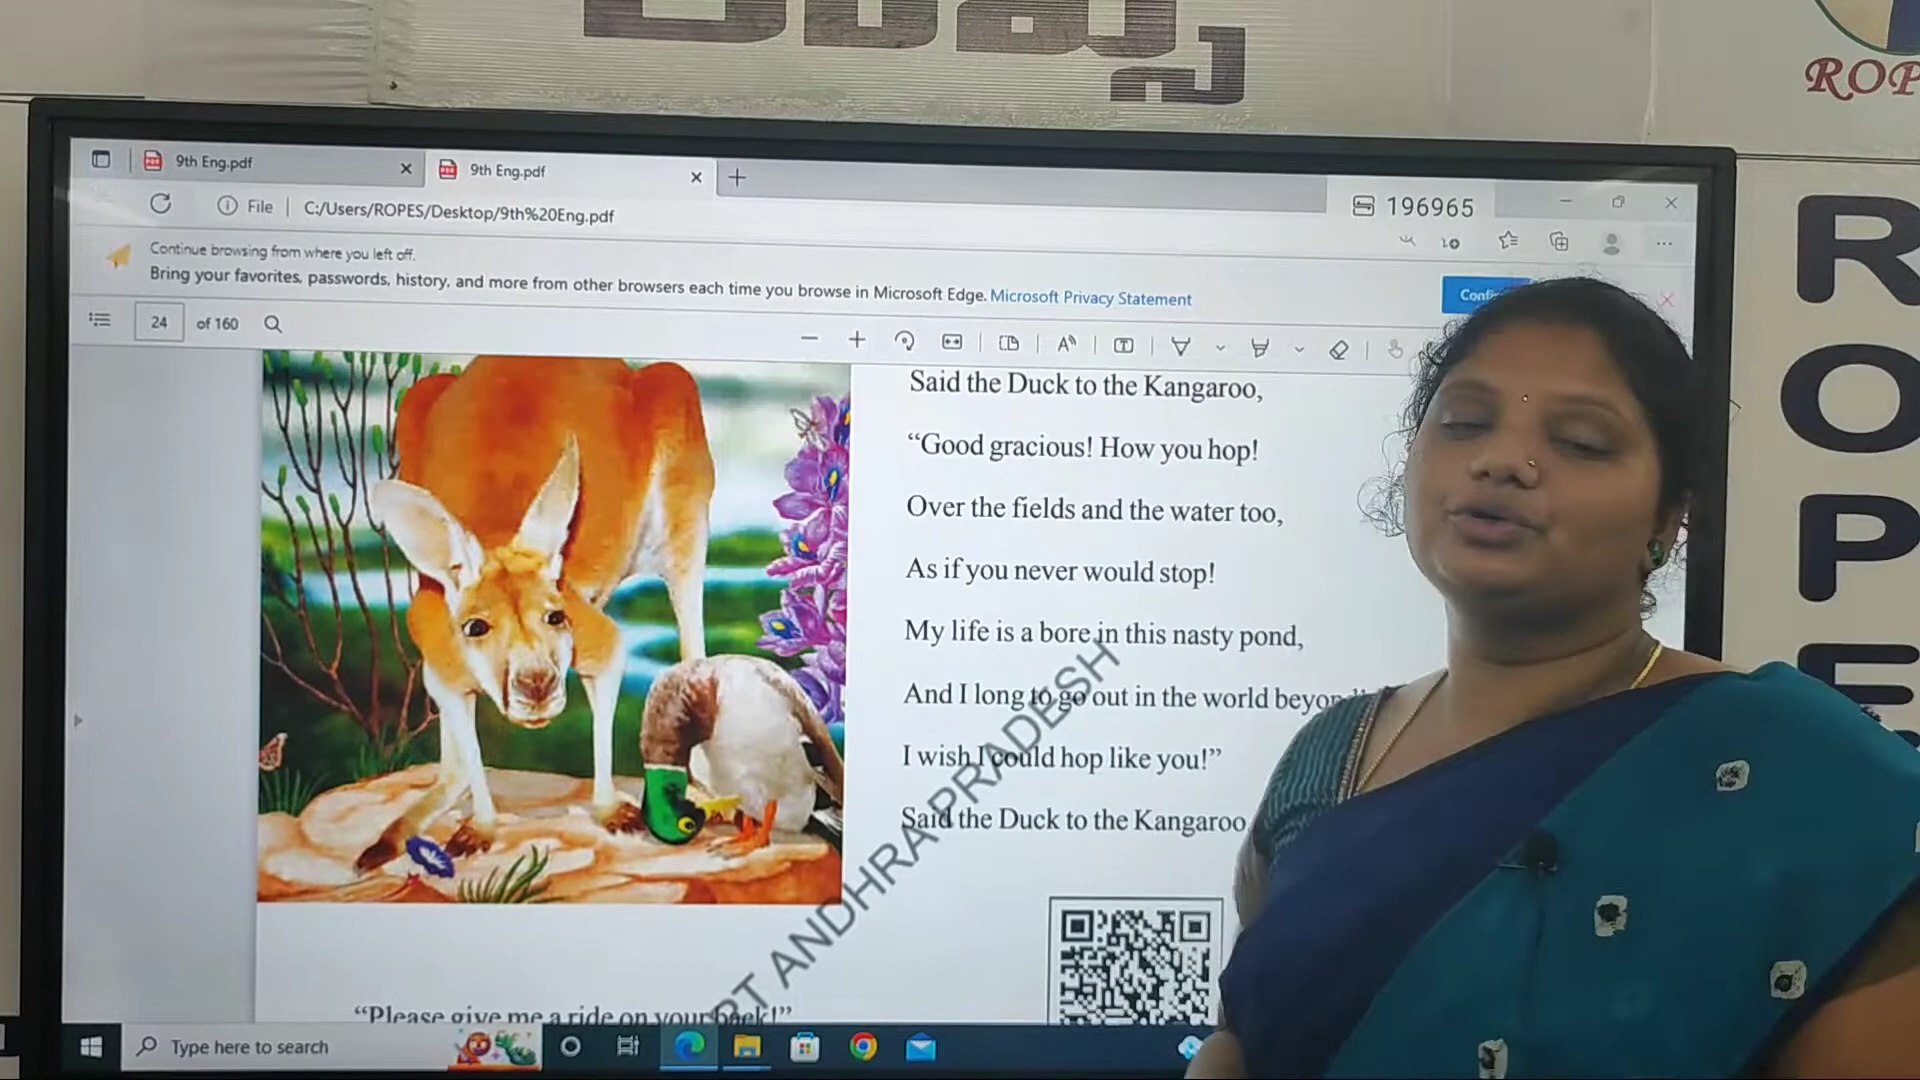 ROP
9th Eng.pdf
9th Eng.pdf
196965
File
C:/Users/ROPES/Desktop/9th%20Eng.pdf
Continue browsing from where you left off.
Bring your favorites, passwords, history, and more from other browsers each time you browse in Microsoft Edge. Microsoft Privacy Statement
24 of 160
Said the Duck to the Kangaroo,
“Good gracious! How you hop!
Over the fields and the water too,
As if you never would stop!
My life is a bore in this nasty pond,
And I long to go out in the world beyon
I wish I could hop like you!”
Said the Duck to the Kangaroo
“Please give me a ride on your back!”
RT ANDHRA PRADESH
Type here to search
R
O
P
E